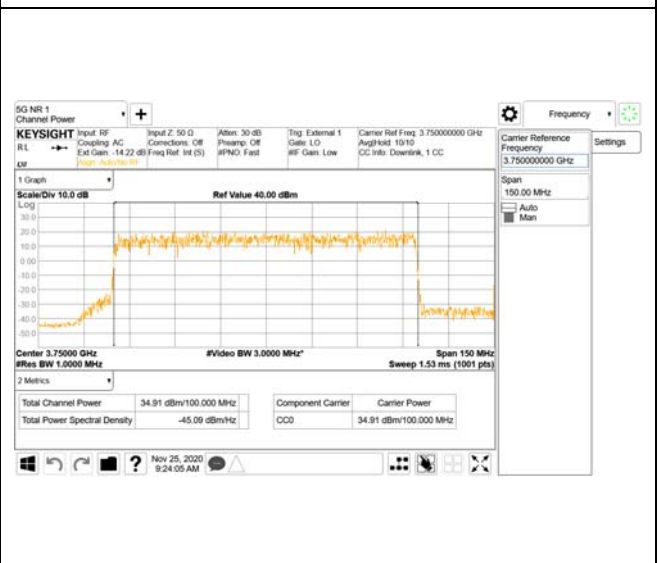 5G NR 1
Channel Power
Frequency
KEYSIGHT
Input: RF
Input Z: 50 Ω
Atten: 30 dB
Trig: External 1
Carrier Ref Freq: 3.750000000 GHz
RL
Coupling: AC
Corrections: Off
Preamp: Off
Gate: LO
Avg|Hold: 10/10
Ext Gain: -14.22 dB
Freq Ref: Int (S)
#PNO: Fast
#IF Gain: Low
CC Info: Downlink, 1 CC
Align: Auto/No RF
Carrier Reference
Frequency
3.750000000 GHz
Settings
Span
150.00 MHz
Auto
Man
1 Graph
Scale/Div 10.0 dB
Ref Value 40.00 dBm
Log
30.0
20.0
10.0
0.00
-10.0
-20.0
-30.0
-40.0
-50.0
Center 3.75000 GHz
#Video BW 3.0000 MHz*
Span 150 MHz
#Res BW 1.0000 MHz
Sweep 1.53 ms (1001 pts)
2 Metrics
Total Channel Power
34.91 dBm/100.000 MHz
Component Carrier
Carrier Power
Total Power Spectral Density
-45.09 dBm/Hz
CC0
34.91 dBm/100.000 MHz
?
Nov 25, 2020
9:24:05 AM